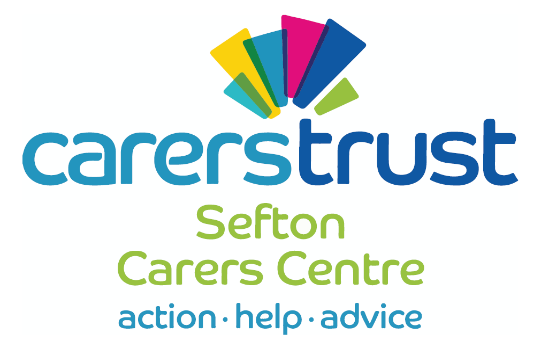 carerstrust
Sefton
Carers Centre
action · help · advice